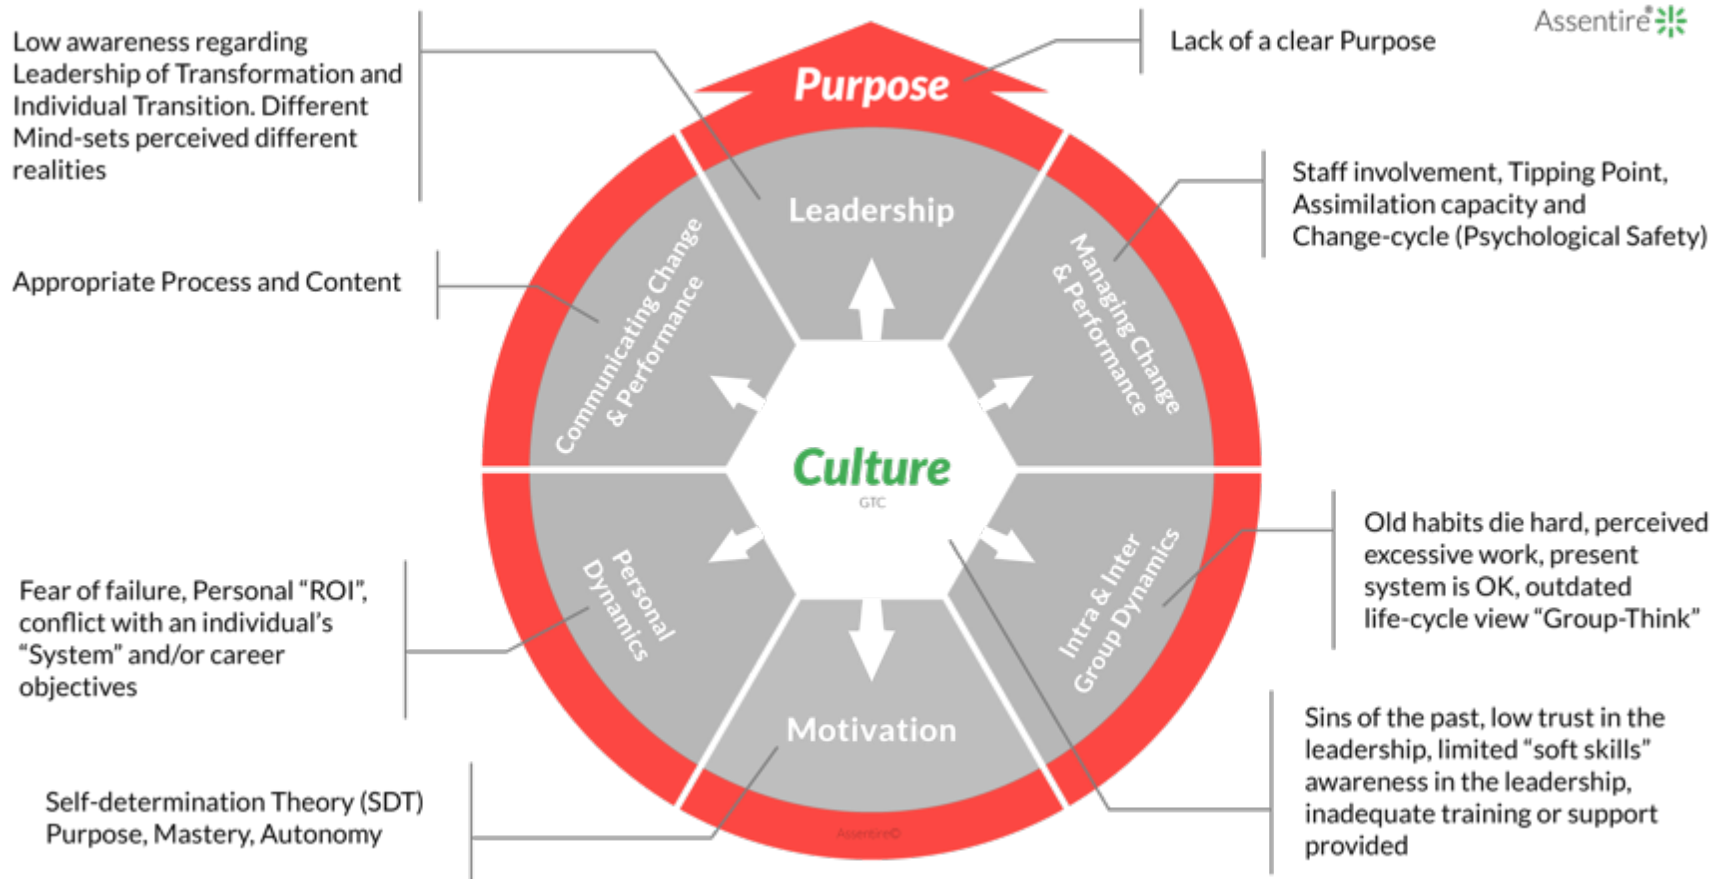 Assentire®
Low awareness regarding
Leadership of Transformation and
Individual Transition. Different
Mind-sets perceived different
realities
Purpose
Lack of a clear Purpose
Leadership
Staff involvement, Tipping Point,
Assimilation capacity and
Change-cycle (Psychological Safety)
Appropriate Process and Content
Communicating Change
& Performance
Managing Change
& Performance
Culture
GTC
Personal
Dynamics
Intra & Inter
Group Dynamics
Old habits die hard, perceived
excessive work, present
system is OK, outdated
life-cycle view “Group-Think”
Fear of failure, Personal “ROI”,
conflict with an individual’s
“System” and/or career
objectives
Motivation
Sins of the past, low trust in the
leadership, limited “soft skills”
awareness in the leadership,
inadequate training or support
provided
Self-determination Theory (SDT)
Purpose, Mastery, Autonomy
Assentire©